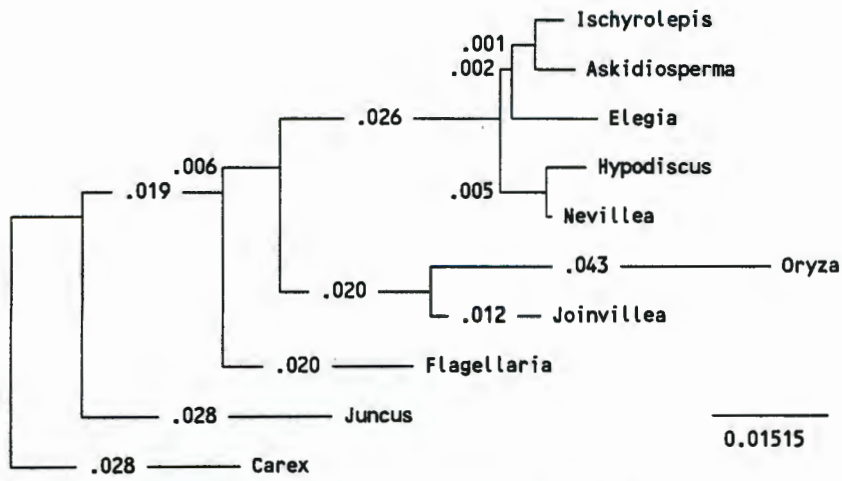 Ischyrolepis
.001
.002 Askidiosperma
.026 Elegia
.006 Hypodiscus
.019 .005
Nevillea
.043 Oryza
.020
.012 Joinvillea
.020 Flagellaria
.028 Juncus
0.01515
.028 Carex